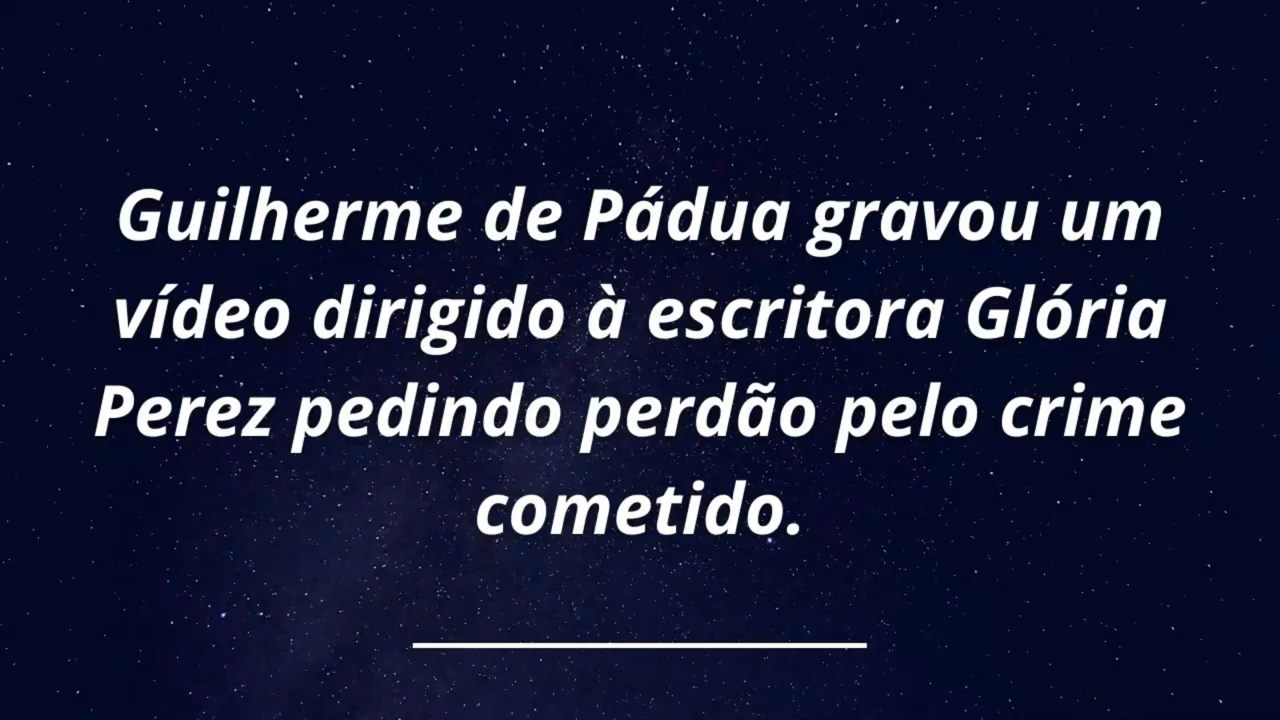 Guilherme de Pádua gravou um
vídeo dirigido à escritora Glória
Perez pedindo perdão pelo crime
cometido.